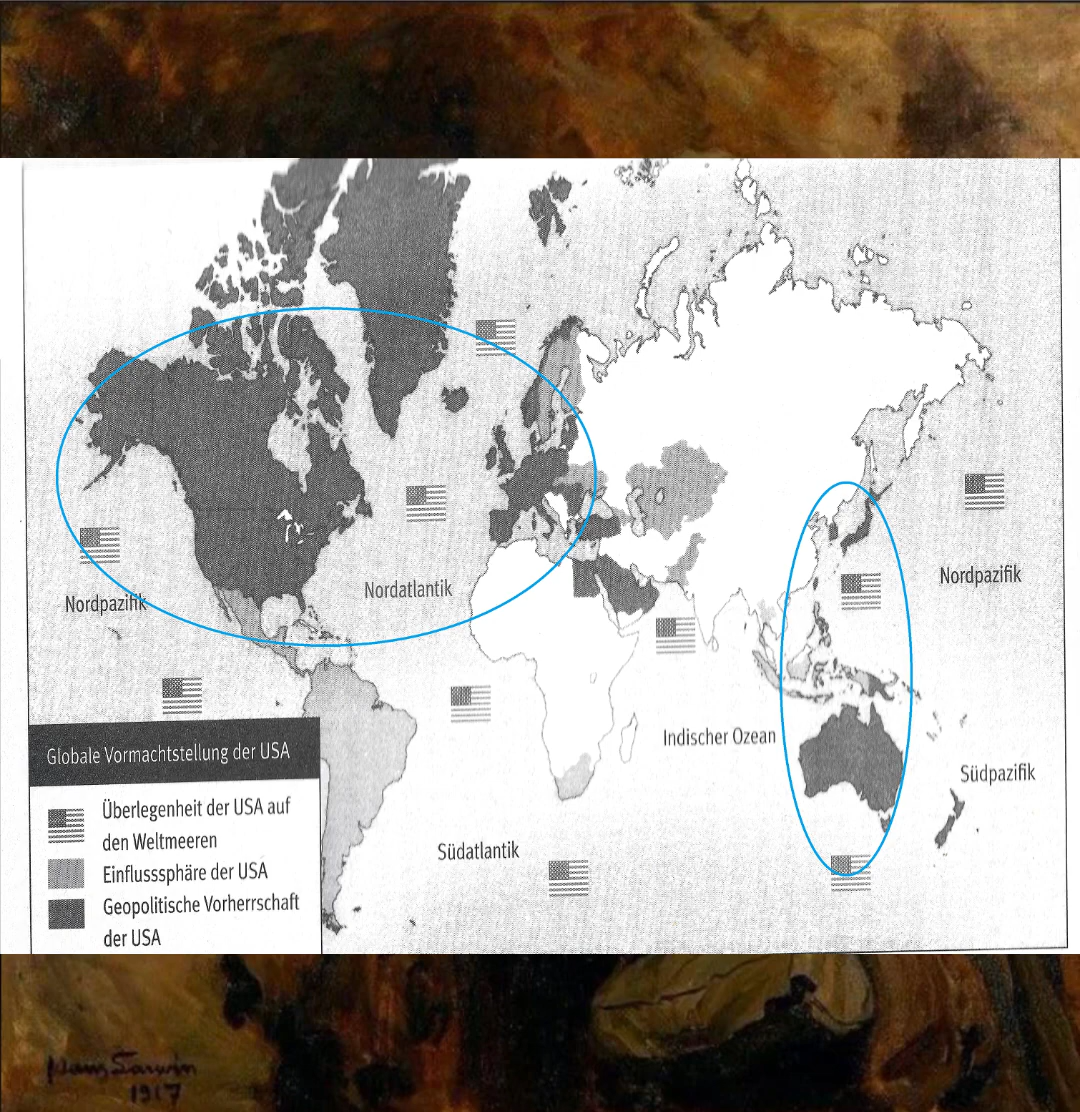 Nordpazifik
Nordatlantik
Nordpazifik
Indischer Ozean
Südpazifik
Südatlantik
Globale Vormachtstellung der USA
Überlegenheit der USA auf
den Weltmeeren
Einflusssphäre der USA
Geopolitische Vorherrschaft
der USA
1917